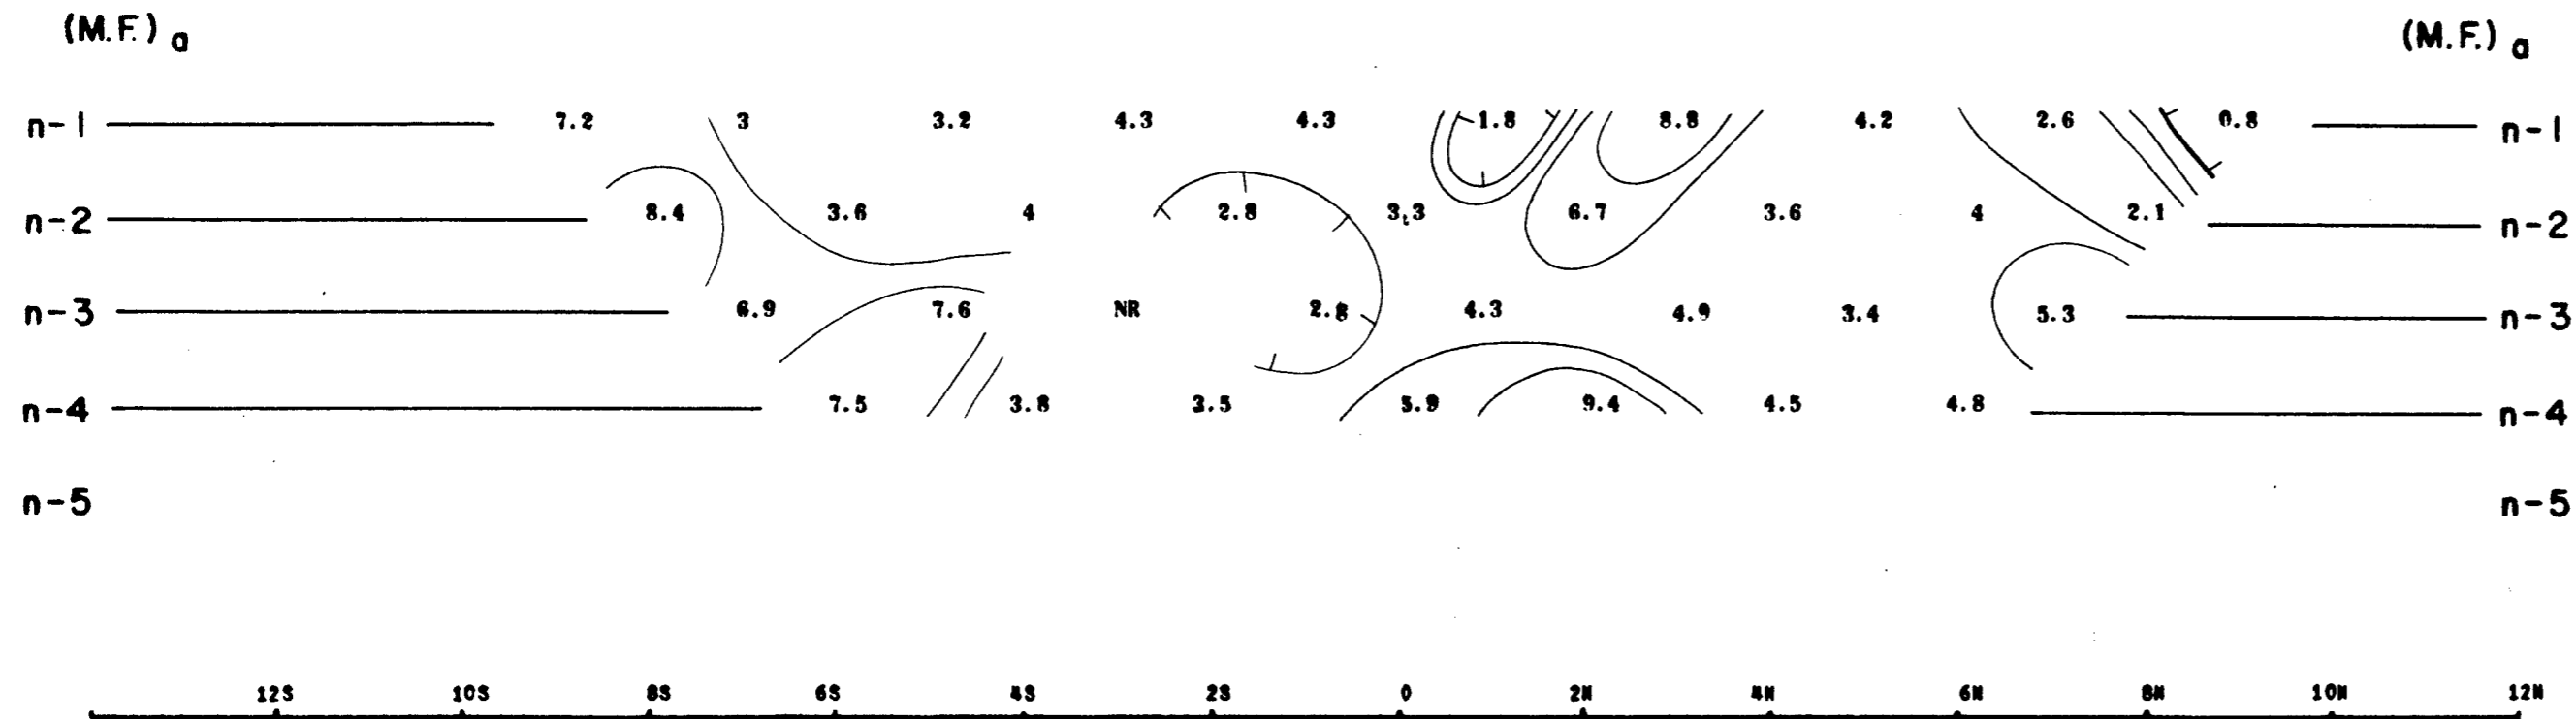 (M.F.) a (M.F.) a
n-1 7.2 3 3.2 4.3 4.3 1.8 8.8 4.2 2.6 0.8 n-1
n-2 8.4 3.6 4 2.8 3.3 6.7 3.6 4 2.1 n-2
n-3 6.9 7.6 NR 2.8 4.3 4.9 3.4 5.3 n-3
n-4 7.5 3.8 3.5 5.9 9.4 4.5 4.8 n-4
n-5 n-5
12S 10S 8S 6S 4S 2S 0 2N 4N 6N 8N 10N 12N